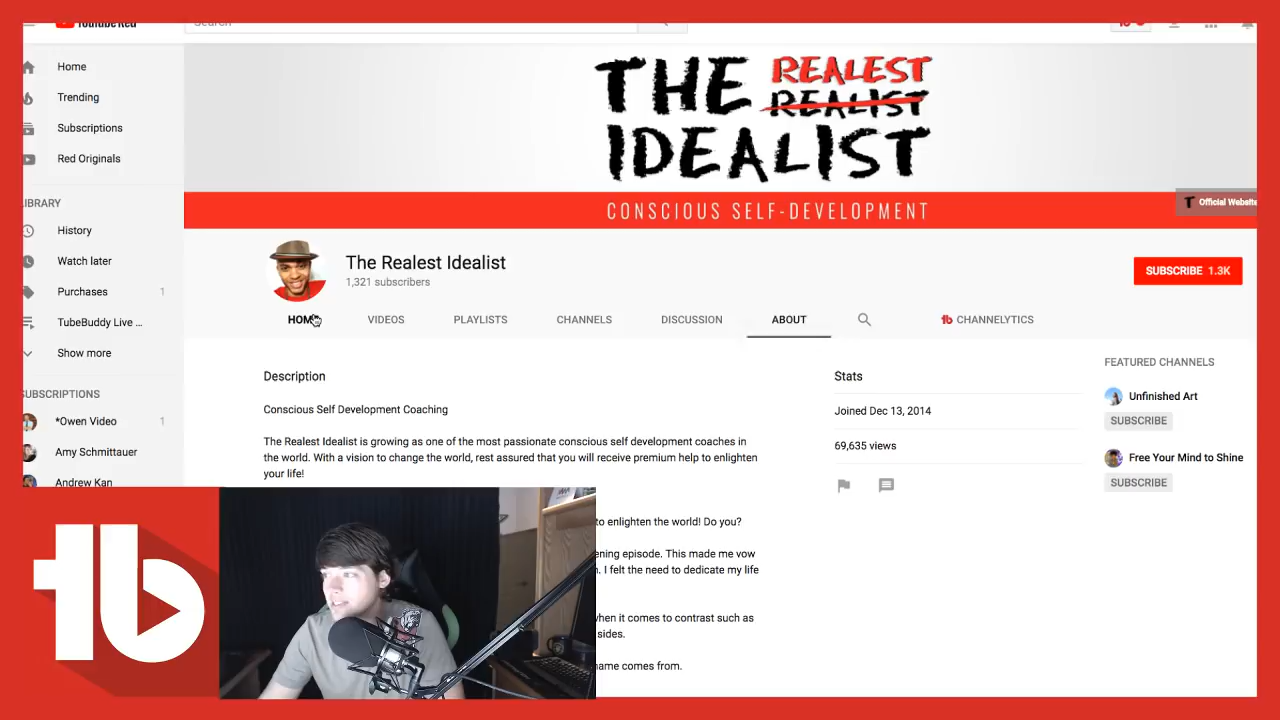 YouTube Red
Search
Home
Trending
Subscriptions
Red Originals
LIBRARY
History
Watch later
Purchases 1
TubeBuddy Live ...
Show more
SUBSCRIPTIONS
*Owen Video 1
Amy Schmittauer
Andrew Kan
THE REALEST
REALIST
IDEALIST
CONSCIOUS SELF-DEVELOPMENT
Official Website
The Realest Idealist
1,321 subscribers
SUBSCRIBE 1.3K
HOME VIDEOS PLAYLISTS CHANNELS DISCUSSION ABOUT CHANNELYTICS
Description
Conscious Self Development Coaching
The Realest Idealist is growing as one of the most passionate conscious self development coaches in
the world. With a vision to change the world, rest assured that you will receive premium help to enlighten
your life!
to enlighten the world! Do you?
ening episode. This made me vow
I felt the need to dedicate my life
when it comes to contrast such as
sides.
name comes from.
Stats
Joined Dec 13, 2014
69,635 views
FEATURED CHANNELS
Unfinished Art
SUBSCRIBE
Free Your Mind to Shine
SUBSCRIBE
tb